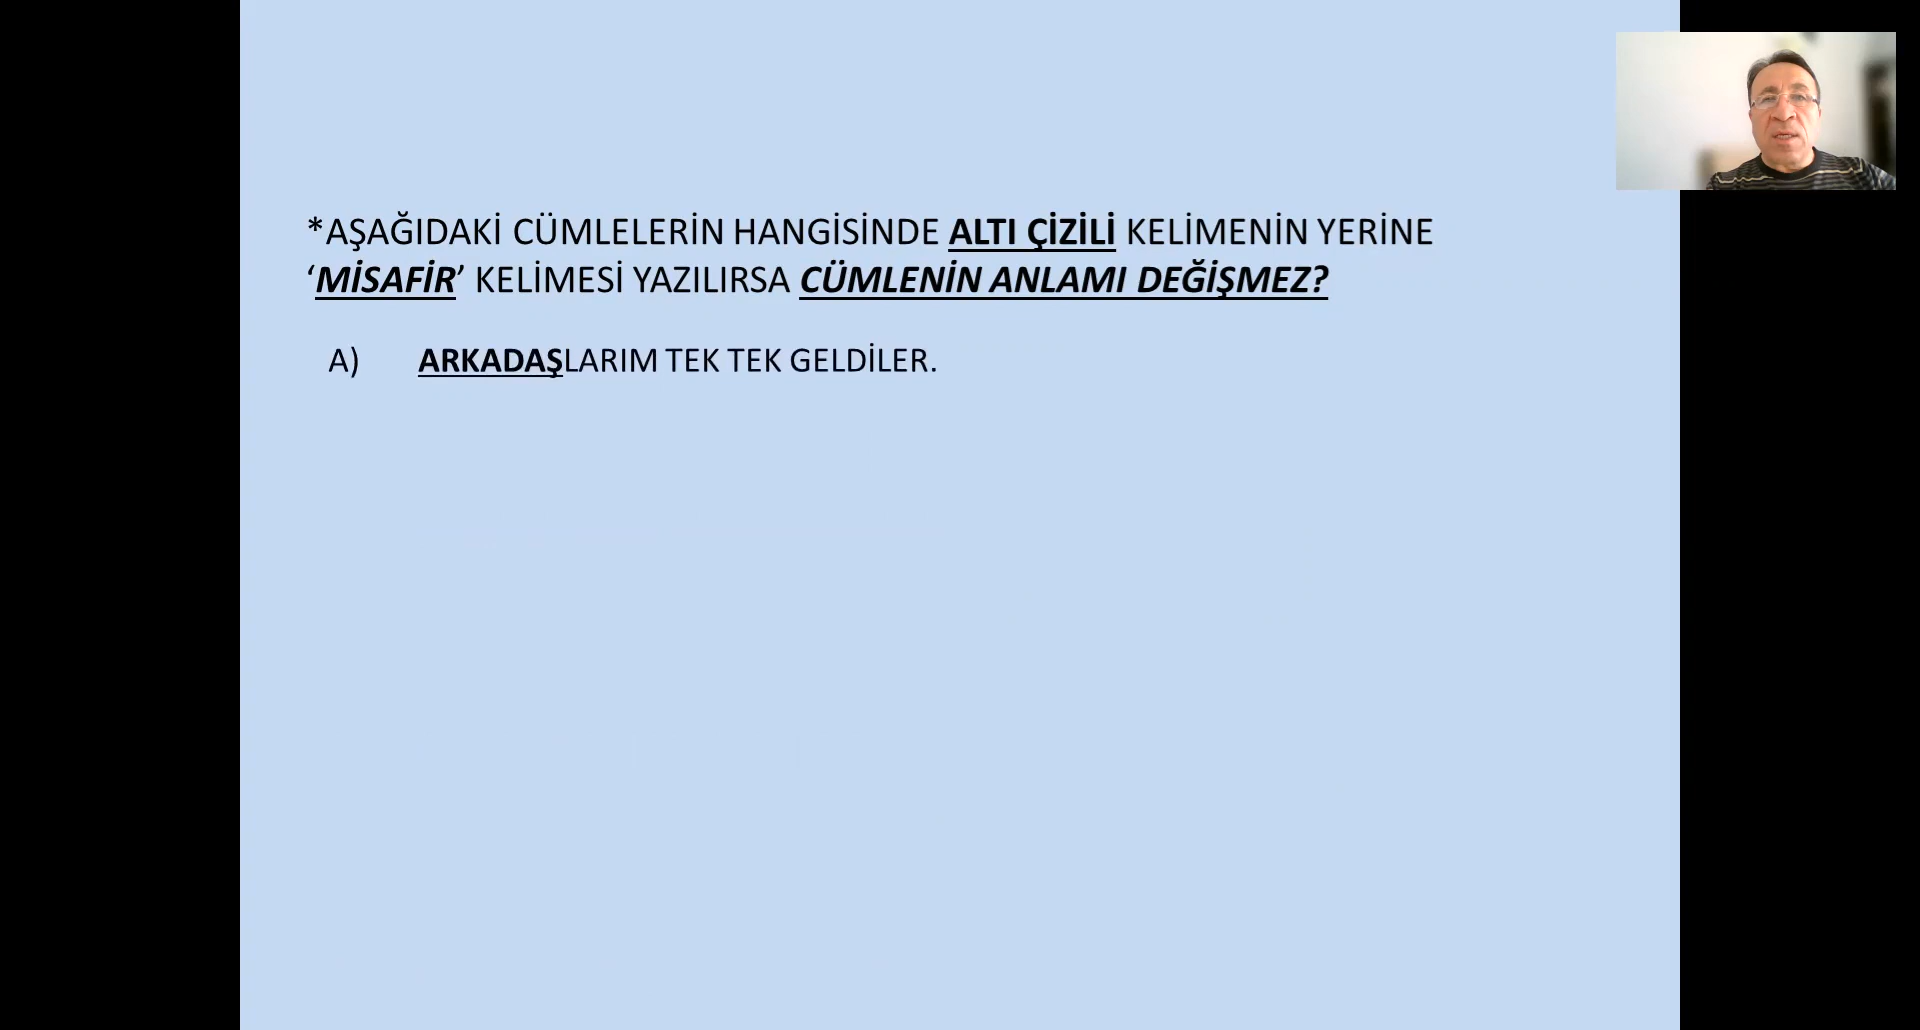 *AŞAĞIDAKİ CÜMLELERİN HANGİSİNDE ALTI ÇİZİLİ KELİMENİN YERİNE
‘MİSAFİR’ KELİMESİ YAZILIRSA CÜMLENİN ANLAMI DEĞİŞMEZ?
A) ARKADAŞLARIM TEK TEK GELDİLER.